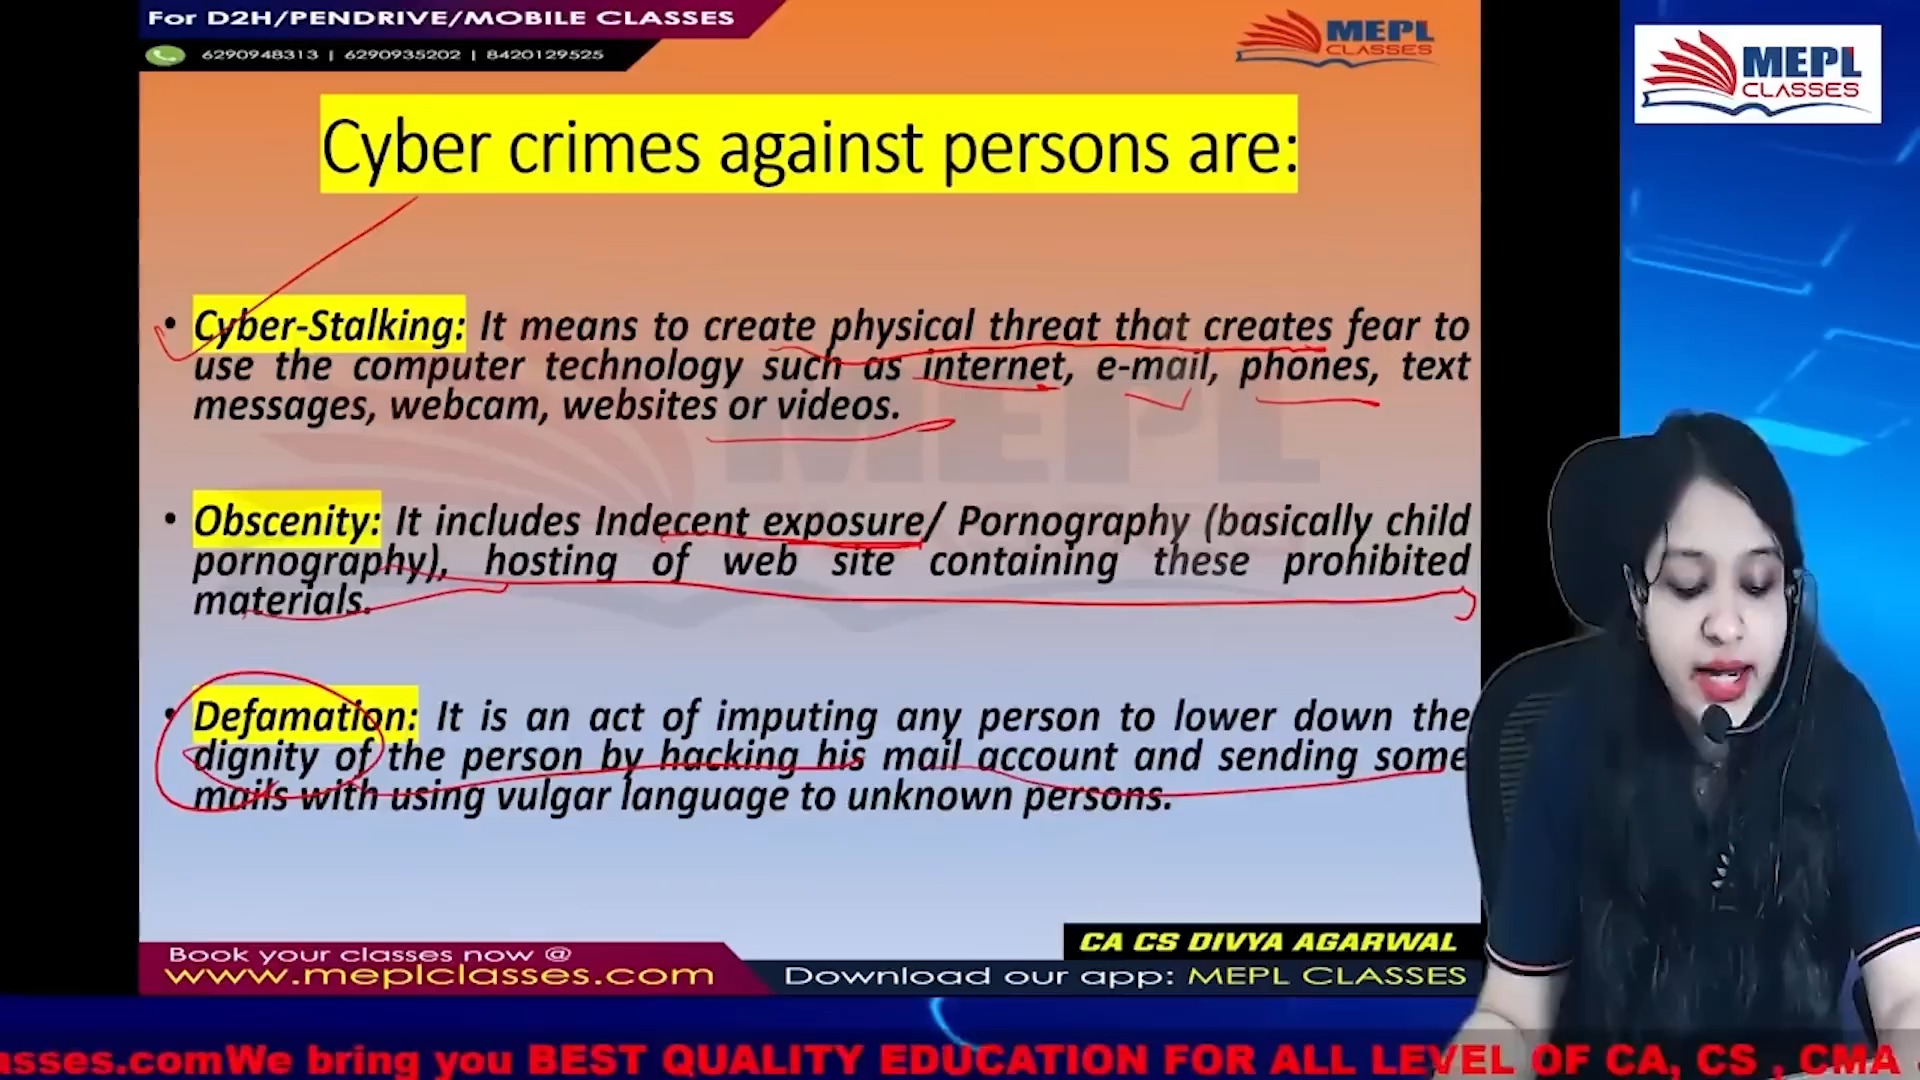 For D2H/PENDRIVE/MOBILE CLASSES
6290948313 | 6290935202 | 8420129525
MEPL
CLASSES
MEPL
CLASSES
Cyber crimes against persons are:
• Cyber-Stalking: It means to create physical threat that creates fear to
use the computer technology such as internet, e-mail, phones, text
messages, webcam, websites or videos.
• Obscenity: It includes Indecent exposure/ Pornography (basically child
pornography), hosting of web site containing these prohibited
materials.
• Defamation: It is an act of imputing any person to lower down the
dignity of the person by hacking his mail account and sending some
mails with using vulgar language to unknown persons.
MEPL
CA CS DIVYA AGARWAL
Book your classes now @
www.meplclasses.com
Download our app: MEPL CLASSES
asses.comWe bring you BEST QUALITY EDUCATION FOR ALL LEVEL OF CA, CS , CMA